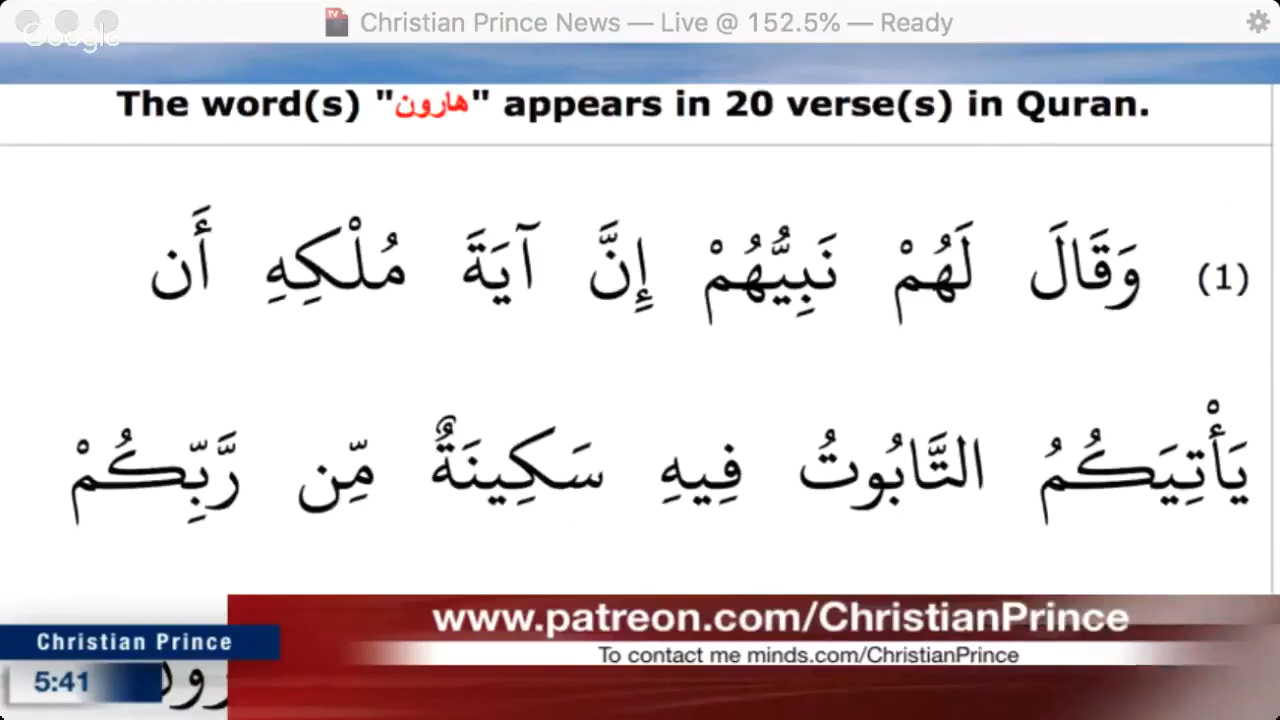 Christian Prince News — Live @ 152.5% — Ready
Google
The word(s) "هارون" appears in 20 verse(s) in Quran.
(1) وَقَالَ لَهُمْ نَبِيُّهُمْ إِنَّ آيَةَ مُلْكِهِ أَن
يَأْتِيَكُمُ التَّابُوتُ فِيهِ سَكِينَةٌ مِّن رَّبِّكُمْ
www.patreon.com/ChristianPrince
Christian Prince
To contact me minds.com/ChristianPrince
5:41